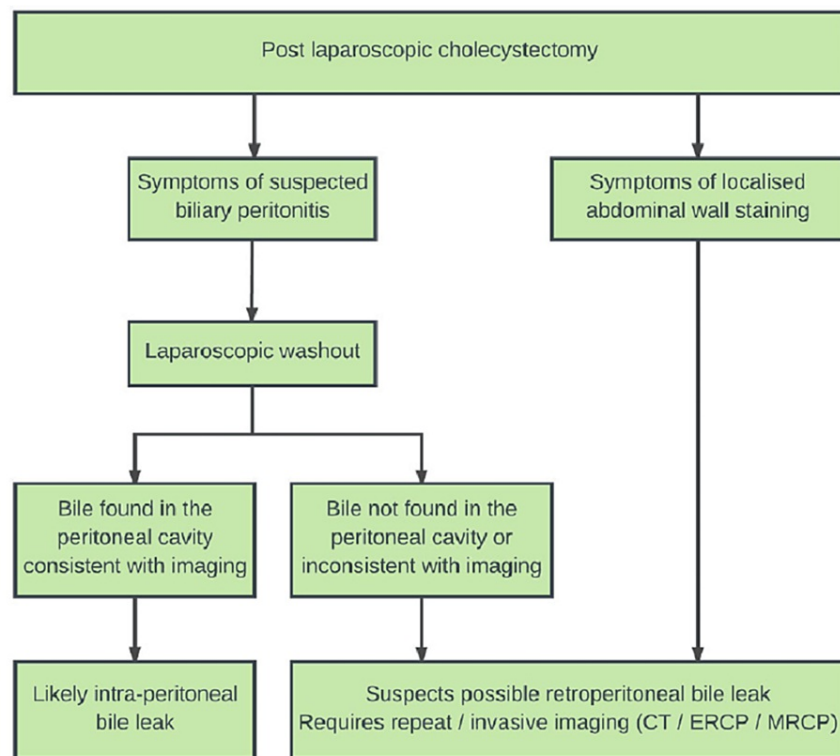 Post laparoscopic cholecystectomy
Symptoms of suspected
biliary peritonitis
Symptoms of localised
abdominal wall staining
Laparoscopic washout
Bile found in the
peritoneal cavity
consistent with imaging
Bile not found in the
peritoneal cavity or
inconsistent with imaging
Likely intra-peritoneal
bile leak
Suspects possible retroperitoneal bile leak
Requires repeat / invasive imaging (CT / ERCP / MRCP)